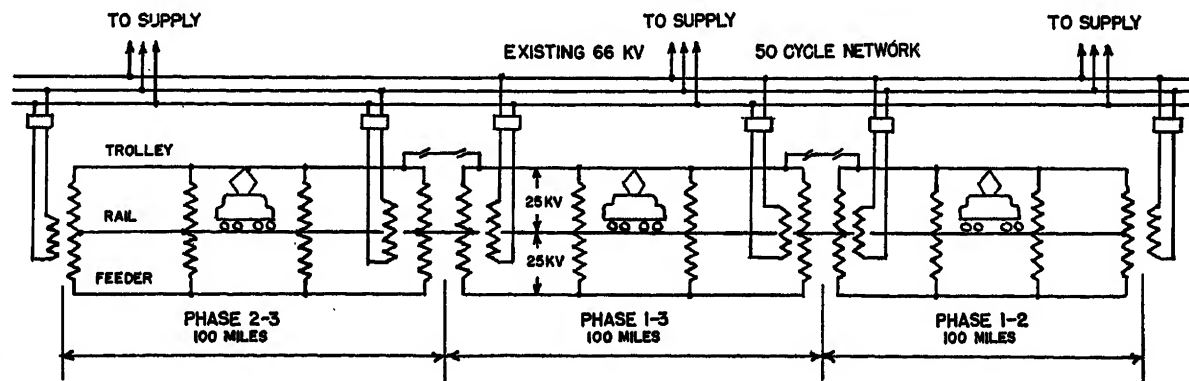 TO SUPPLY
TO SUPPLY
TO SUPPLY
EXISTING 66 KV
50 CYCLE NETWORK
TROLLEY
RAIL
FEEDER
25KV
25KV
PHASE 2-3
100 MILES
PHASE 1-3
100 MILES
PHASE 1-2
100 MILES